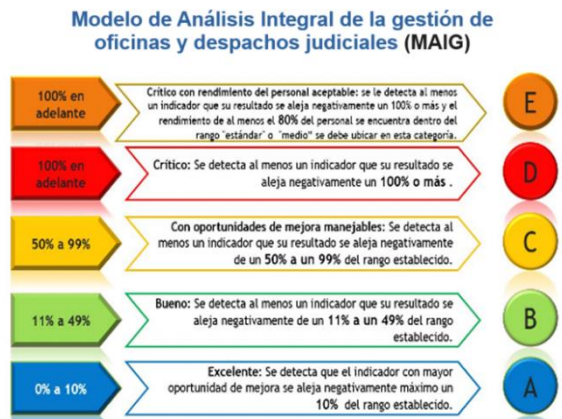 Modelo de Análisis Integral de la gestión de
oficinas y despachos judiciales (MAIG)
100% en
adelante
Crítico con rendimiento del personal aceptable: se le detecta al menos
un indicador que su resultado se aleja negativamente un 100% o más y el
rendimiento de al menos el 80% del personal se encuentra dentro del
rango "estándar" o "medio" se debe ubicar en esta categoría.
E
100% en
adelante
Crítico: Se detecta al menos un indicador que su resultado se
aleja negativamente un 100% o más .
D
50% a 99%
Con oportunidades de mejora manejables: Se detecta al
menos un indicador que su resultado se aleja negativamente
de un 50% a un 99% del rango establecido.
C
11% a 49%
Bueno: Se detecta al menos un indicador que su resultado se
aleja negativamente de un 11% a un 49% del rango
establecido.
B
0% a 10%
Excelente: Se detecta que el indicador con mayor
oportunidad de mejora se aleja negativamente máximo un
10% del rango establecido.
A